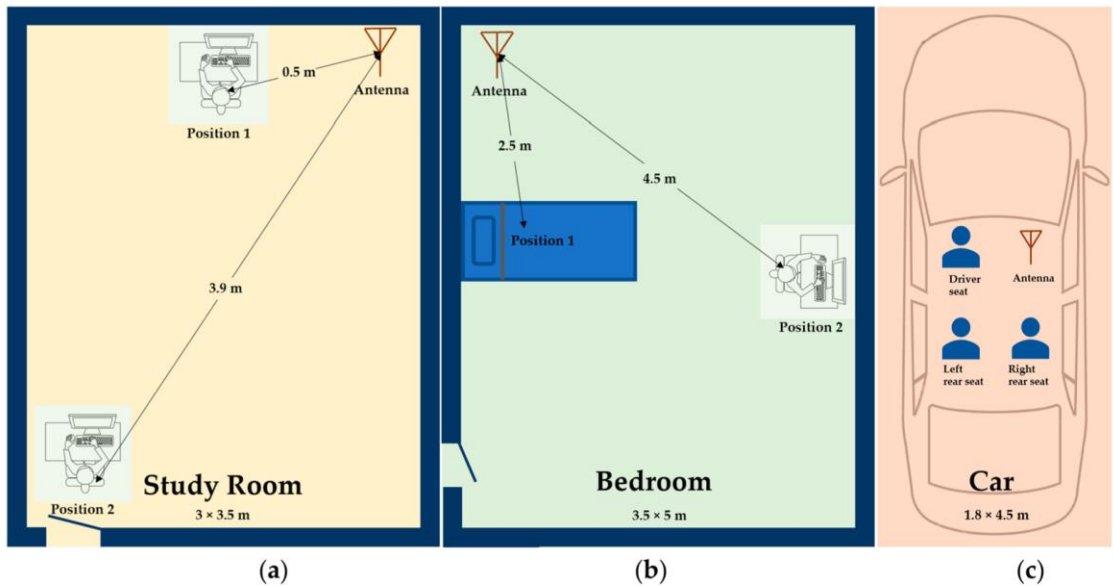 0.5 m
Antenna
Position 1
3.9 m
Position 2
Study Room
3 × 3.5 m
(a)
Antenna
2.5 m
4.5 m
Position 1
Position 2
Bedroom
3.5 × 5 m
(b)
Driver
seat
Antenna
Left
rear seat
Right
rear seat
Car
1.8 × 4.5 m
(c)